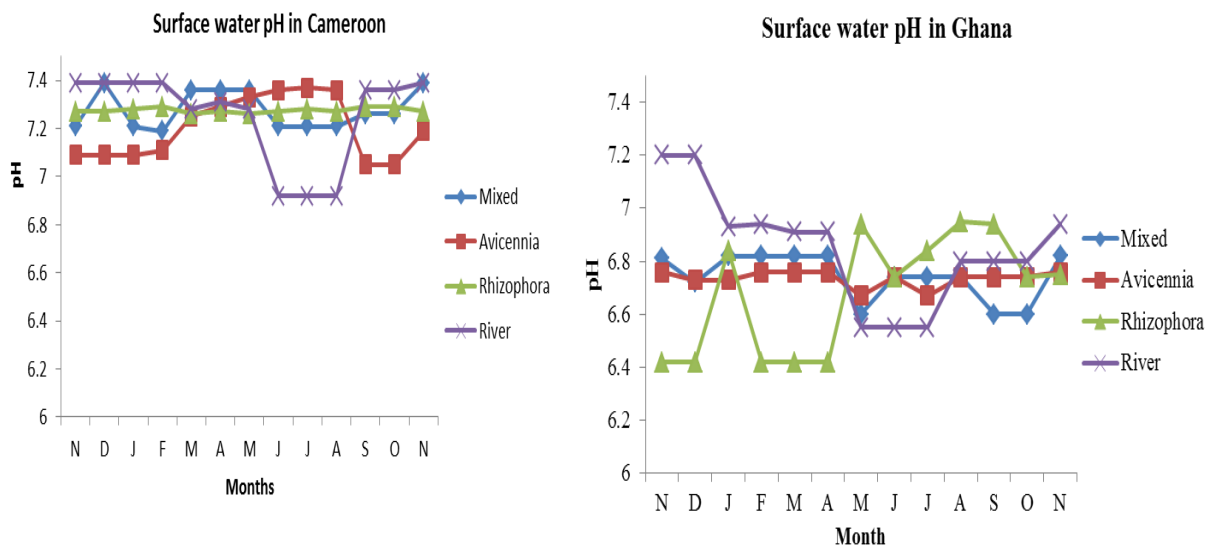 Surface water pH in Cameroon
7.4
7.2
7
6.8
6.6
6.4
6.2
6
pH
N D J F M A M J J A S O N
Months
Mixed
Avicennia
Rhizophora
River
Surface water pH in Ghana
7.4
7.2
7
6.8
6.6
6.4
6.2
6
pH
N D J F M A M J J A S O N
Month
Mixed
Avicennia
Rhizophora
River